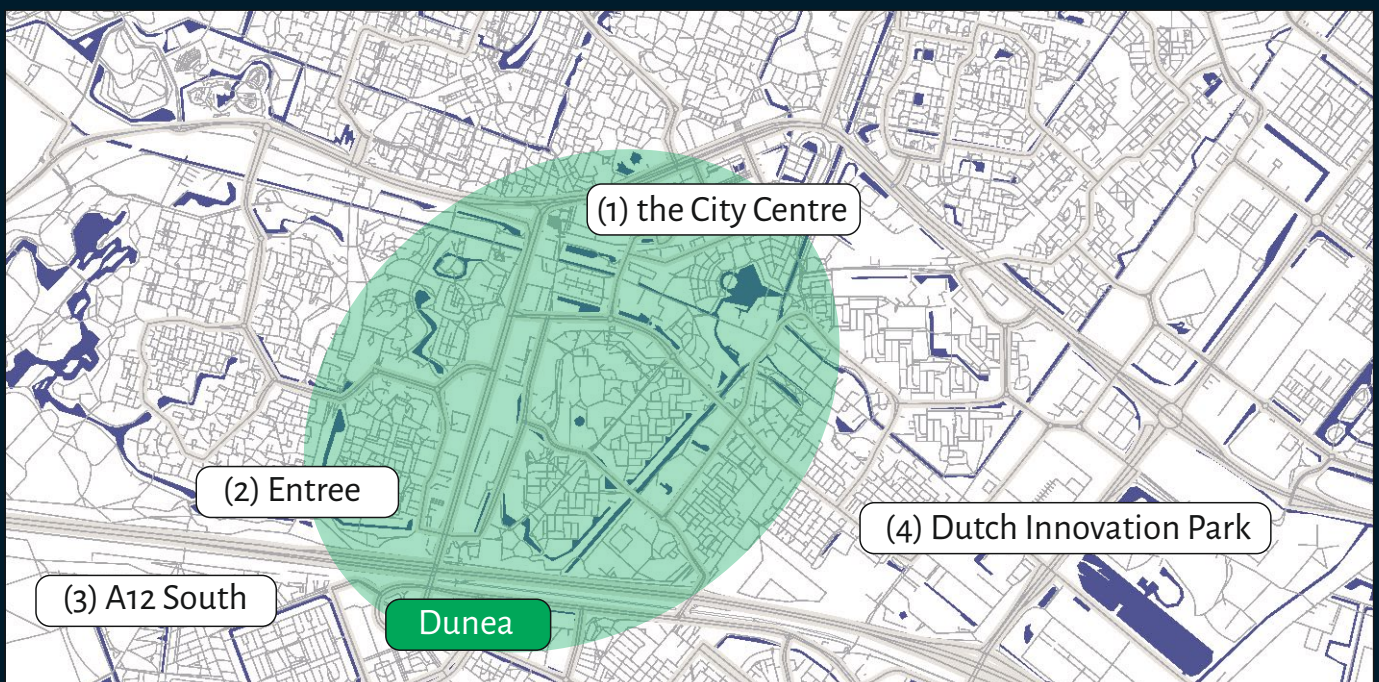 (1) the City Centre
(2) Entree
(4) Dutch Innovation Park
(3) A12 South
Dunea